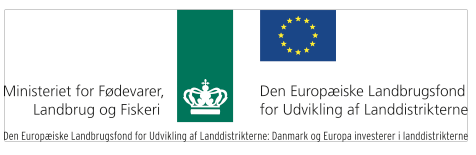 Ministeriet for Fødevarer,
Landbrug og Fiskeri
Den Europæiske Landbrugsfond
for Udvikling af Landdistrikterne
Den Europæiske Landbrugsfond for Udvikling af Landdistrikterne: Danmark og Europa investerer i landdistrikterne